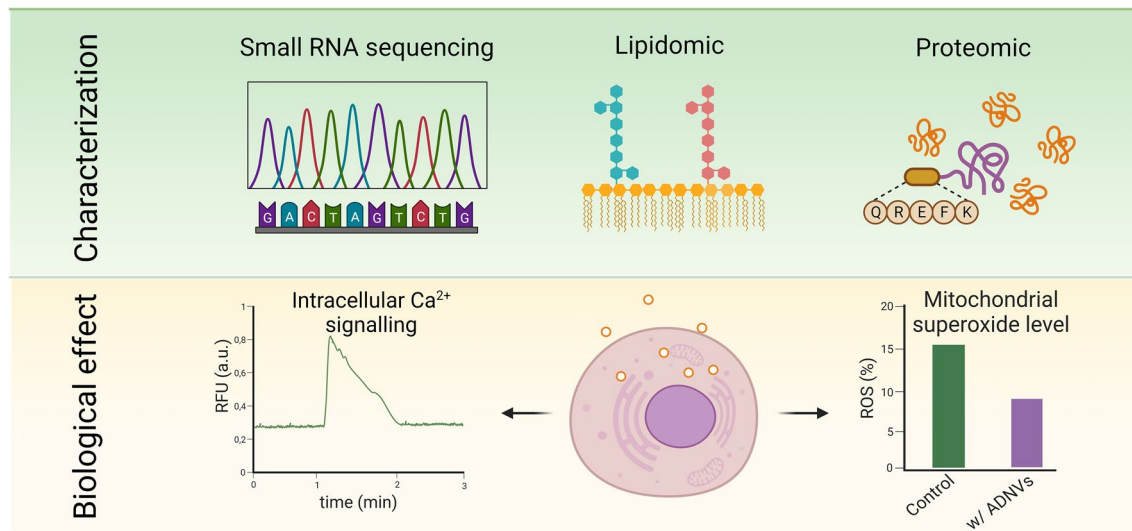 Characterization
Small RNA sequencing
G A C T A G T C T G
Lipidomic
Proteomic
Q R E F K
Biological effect
Intracellular Ca²⁺
signalling
RFU (a.u.)
1
0,8
0,6
0,4
0,2
0
0 1 2 3
time (min)
Mitochondrial
superoxide level
ROS (%)
20
15
10
5
0
Control
w/ ADNVs